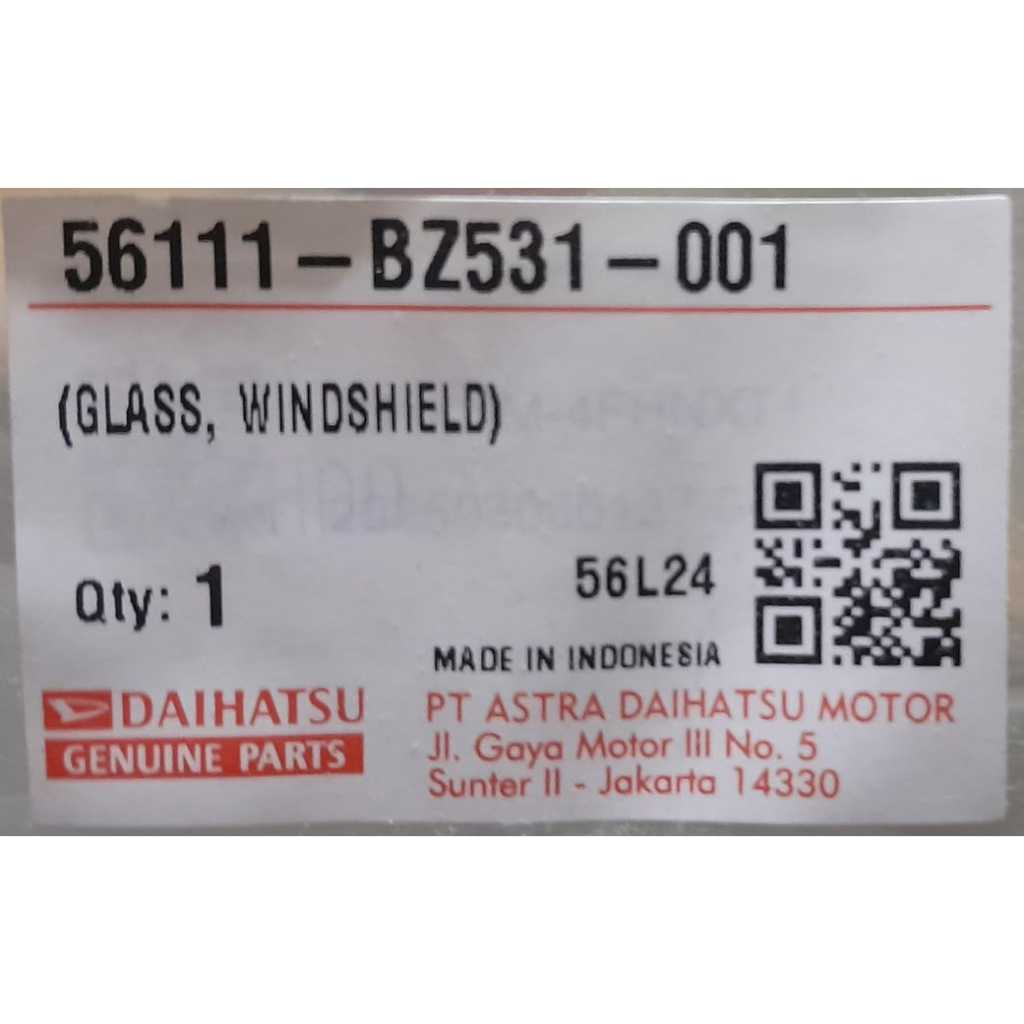 56111-BZ531-001
(GLASS, WINDSHIELD)
56L24
Qty: 1
MADE IN INDONESIA
DAIHATSU
GENUINE PARTS
PT ASTRA DAIHATSU MOTOR
Jl. Gaya Motor III No. 5
Sunter II - Jakarta 14330